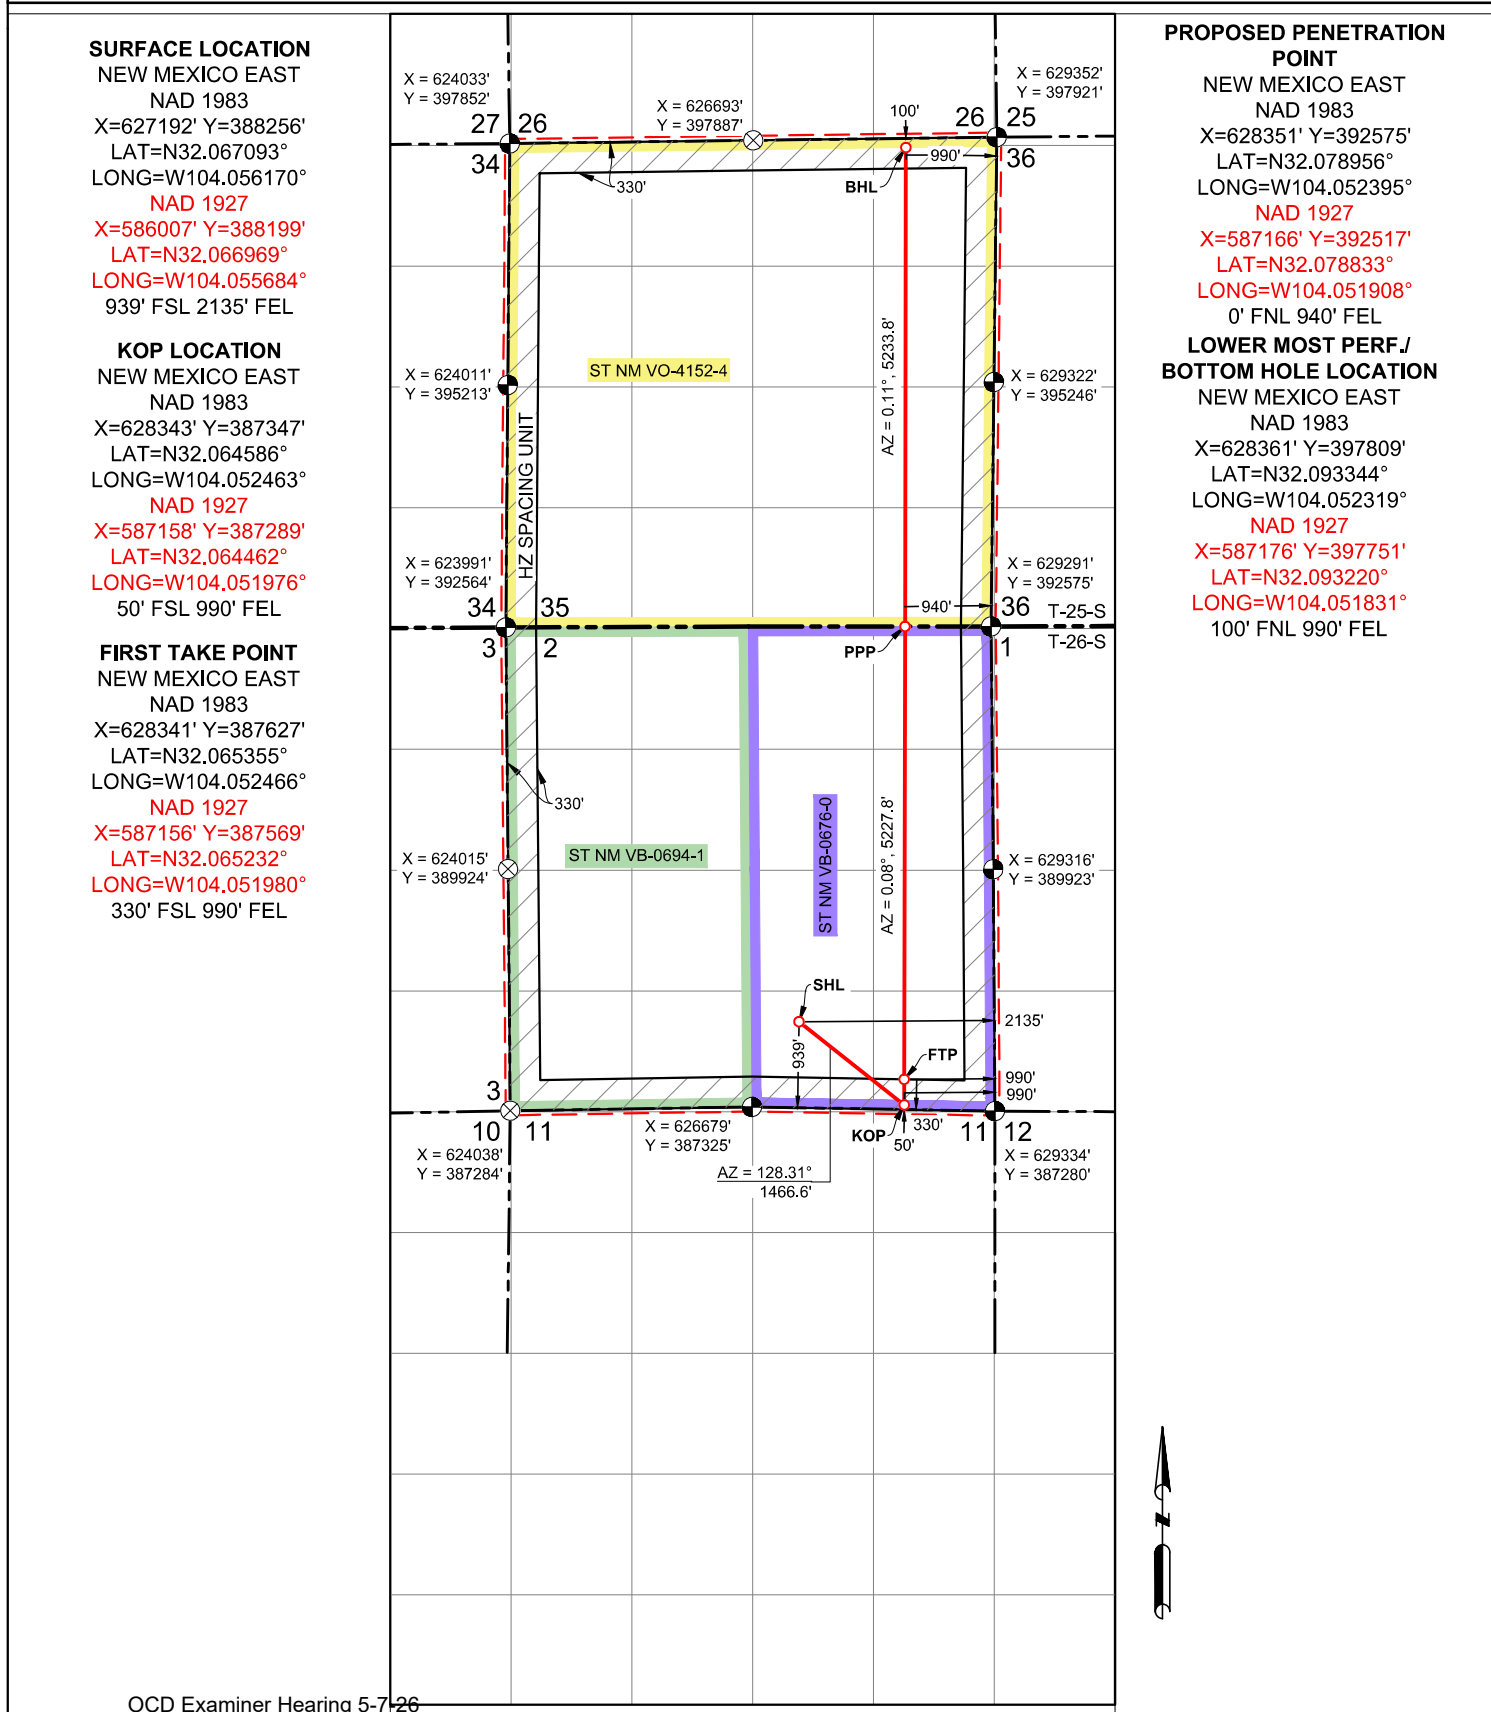 SURFACE LOCATION
NEW MEXICO EAST
NAD 1983
X=627192' Y=388256'
LAT=N32.067093°
LONG=W104.056170°
NAD 1927
X=586007' Y=388199'
LAT=N32.066969°
LONG=W104.055684°
939' FSL 2135' FEL
KOP LOCATION
NEW MEXICO EAST
NAD 1983
X=628343' Y=387347'
LAT=N32.064586°
LONG=W104.052463°
NAD 1927
X=587158' Y=387289'
LAT=N32.064462°
LONG=W104.051976°
50' FSL 990' FEL
FIRST TAKE POINT
NEW MEXICO EAST
NAD 1983
X=628341' Y=387627'
LAT=N32.065355°
LONG=W104.052466°
NAD 1927
X=587156' Y=387569'
LAT=N32.065232°
LONG=W104.051980°
330' FSL 990' FEL
X = 624033'
Y = 397852'
X = 626693'
Y = 397887'
X = 629352'
Y = 397921'
100'
27 26
26 25
34
36
990'
BHL
330'
AZ = 0.11°, 5233.8'
ST NM VO-4152-4
X = 624011'
Y = 395213'
X = 629322'
Y = 395246'
HZ SPACING UNIT
X = 623991'
Y = 392564'
X = 629291'
Y = 392575'
34 35
940'
36
T-25-S
3 2
PPP
1
T-26-S
330'
ST NM VB-0694-1
ST NM VB-0676-0
AZ = 0.08°, 5227.8'
X = 624015'
Y = 389924'
X = 629316'
Y = 389923'
SHL
2135'
939'
FTP
990'
990'
3
10 11
X = 626679'
Y = 387325'
KOP
330'
50'
11 12
X = 624038'
Y = 387284'
X = 629334'
Y = 387280'
AZ = 128.31°
1466.6'
PROPOSED PENETRATION
POINT
NEW MEXICO EAST
NAD 1983
X=628351' Y=392575'
LAT=N32.078956°
LONG=W104.052395°
NAD 1927
X=587166' Y=392517'
LAT=N32.078833°
LONG=W104.051908°
0' FNL 940' FEL
LOWER MOST PERF./
BOTTOM HOLE LOCATION
NEW MEXICO EAST
NAD 1983
X=628361' Y=397809'
LAT=N32.093344°
LONG=W104.052319°
NAD 1927
X=587176' Y=397751'
LAT=N32.093220°
LONG=W104.051831°
100' FNL 990' FEL
N
OCD Examiner Hearing 5-7-26